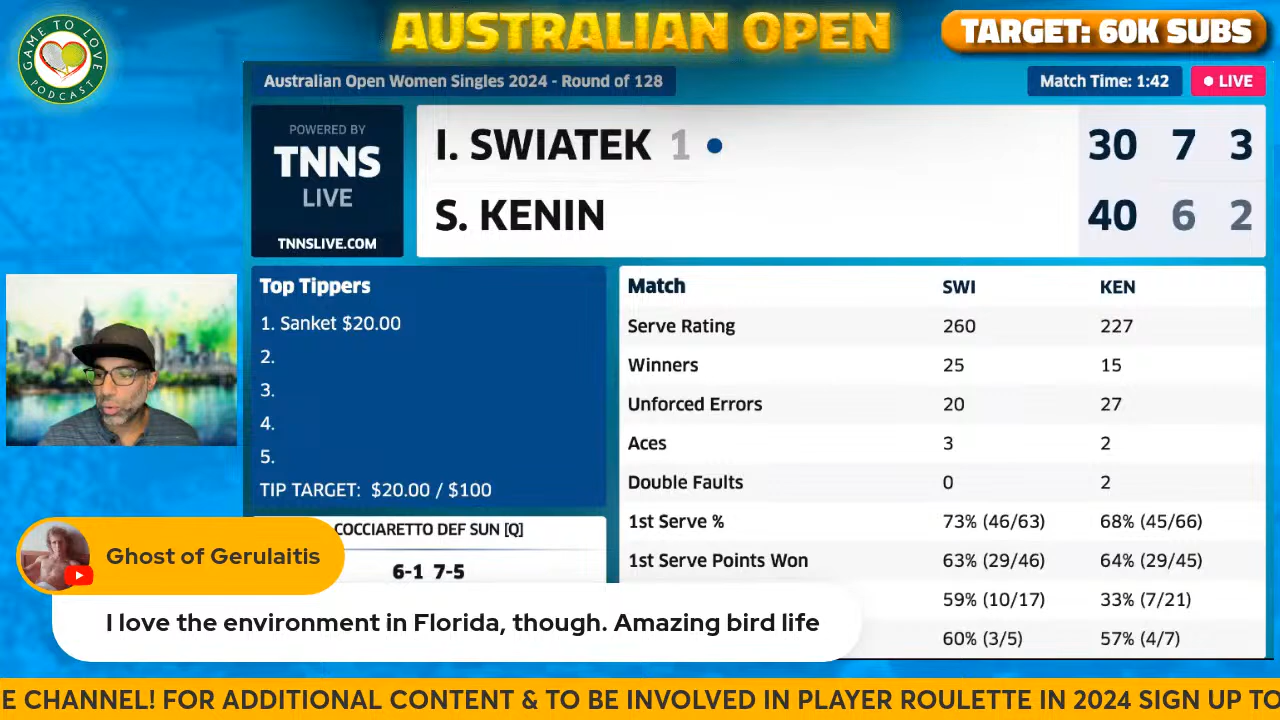 GAME TO LOVE
PODCAST
AUSTRALIAN OPEN
TARGET: 60K SUBS
Australian Open Women Singles 2024 - Round of 128
Match Time: 1:42
LIVE
POWERED BY
TNNS
LIVE
TNNSLIVE.COM
I. SWIATEK 1 30 7 3
S. KENIN 40 6 2
Top Tippers
1. Sanket $20.00
2.
3.
4.
5.
TIP TARGET: $20.00 / $100
COCCIARETTO DEF SUN [Q]
6-1 7-5
Match SWI KEN
Serve Rating 260 227
Winners 25 15
Unforced Errors 20 27
Aces 3 2
Double Faults 0 2
1st Serve % 73% (46/63) 68% (45/66)
1st Serve Points Won 63% (29/46) 64% (29/45)
59% (10/17) 33% (7/21)
60% (3/5) 57% (4/7)
Ghost of Gerulaitis
I love the environment in Florida, though. Amazing bird life
E CHANNEL! FOR ADDITIONAL CONTENT & TO BE INVOLVED IN PLAYER ROULETTE IN 2024 SIGN UP TO